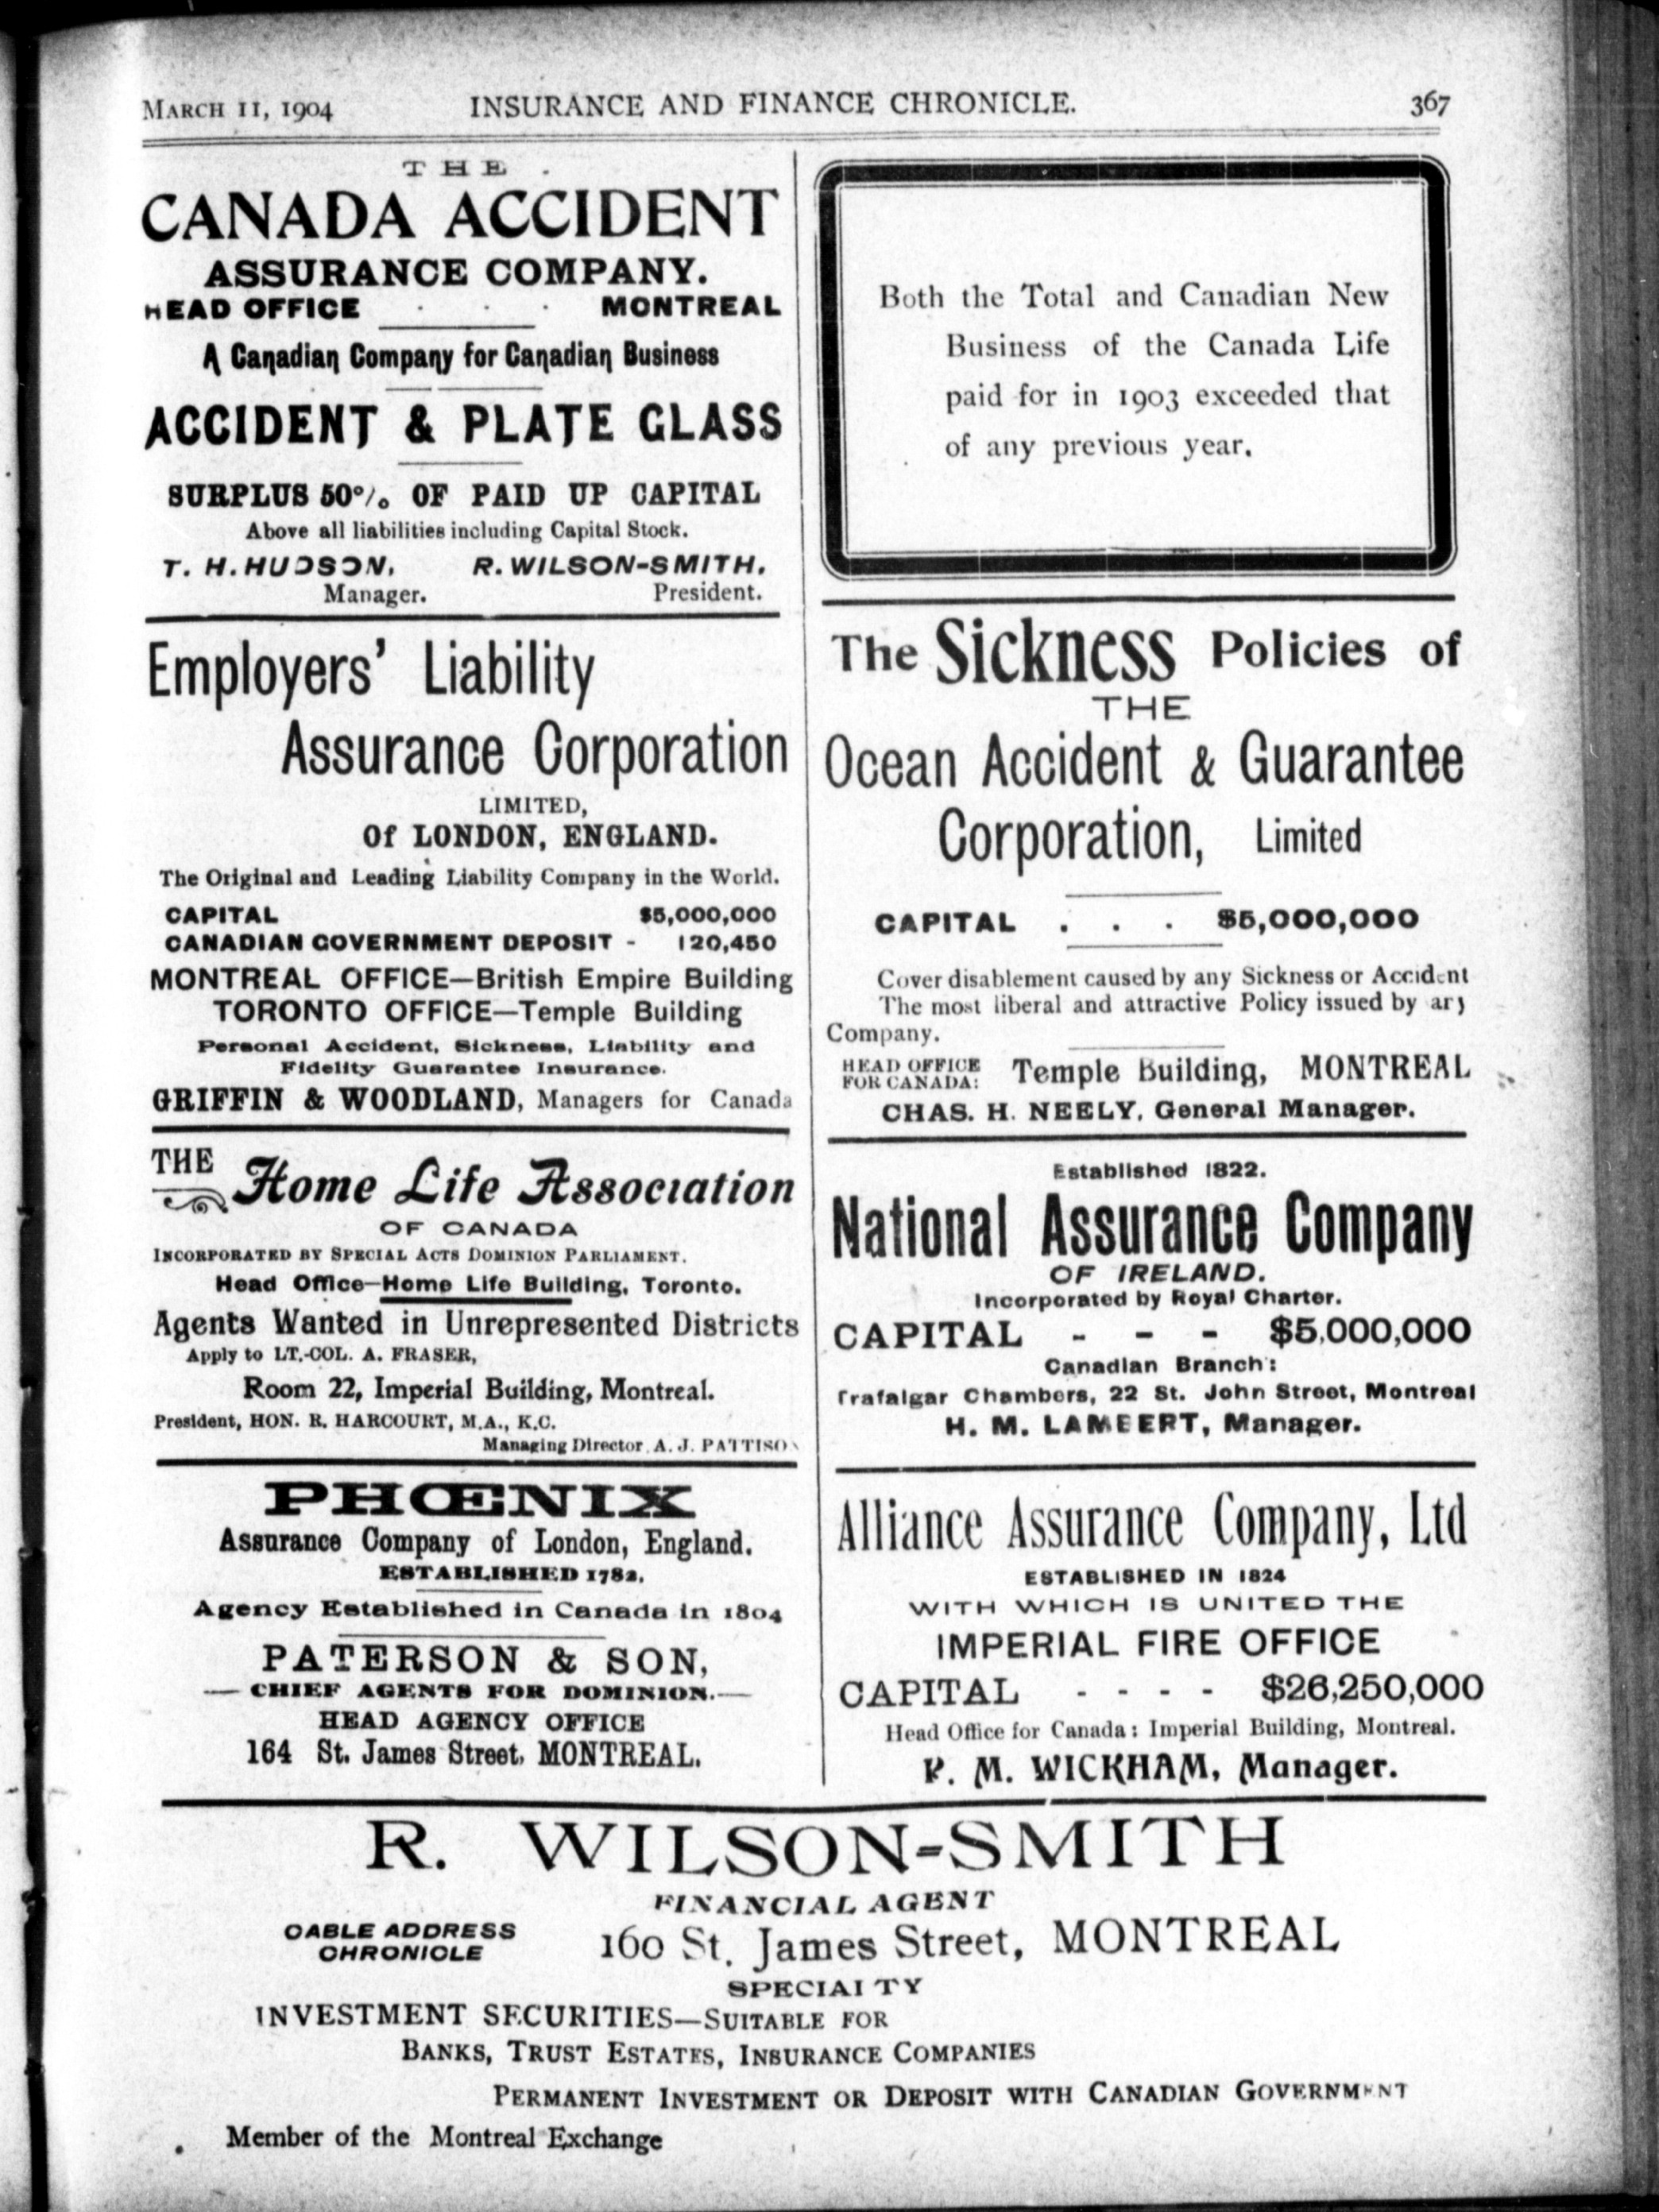 MARCH 11, 1904 INSURANCE AND FINANCE CHRONICLE. 367
THE
CANADA ACCIDENT
ASSURANCE COMPANY.
HEAD OFFICE . . . MONTREAL
A Canadian Company for Canadian Business
ACCIDENT & PLATE GLASS
SURPLUS 50% OF PAID UP CAPITAL
Above all liabilities including Capital Stock.
T. H. HUDSON, R. WILSON-SMITH.
Manager. President.
Employers' Liability
Assurance Corporation
LIMITED,
Of LONDON, ENGLAND.
The Original and Leading Liability Company in the World.
CAPITAL $5,000,000
CANADIAN GOVERNMENT DEPOSIT - 120,450
MONTREAL OFFICE—British Empire Building
TORONTO OFFICE—Temple Building
Personal Accident, Sickness, Liability and
Fidelity Guarantee Insurance.
GRIFFIN & WOODLAND, Managers for Canada
THE Home Life Association
OF CANADA
INCORPORATED BY SPECIAL ACTS DOMINION PARLIAMENT.
Head Office—Home Life Building, Toronto.
Agents Wanted in Unrepresented Districts
Apply to LT.-COL. A. FRASER,
Room 22, Imperial Building, Montreal.
President, HON. R. HARCOURT, M.A., K.C.
Managing Director, A. J. PATTISON
PHŒNIX
Assurance Company of London, England.
ESTABLISHED 1782.
Agency Established in Canada in 1804
PATERSON & SON,
— CHIEF AGENTS FOR DOMINION.—
HEAD AGENCY OFFICE
164 St. James Street, MONTREAL.
Both the Total and Canadian New
Business of the Canada Life
paid for in 1903 exceeded that
of any previous year.
The Sickness Policies of
THE
Ocean Accident & Guarantee
Corporation, Limited
CAPITAL . . . $5,000,000
Cover disablement caused by any Sickness or Accident
The most liberal and attractive Policy issued by any
Company.
HEAD OFFICE
FOR CANADA: Temple Building, MONTREAL
CHAS. H. NEELY, General Manager.
Established 1822.
National Assurance Company
OF IRELAND.
Incorporated by Royal Charter.
CAPITAL - - - $5,000,000
Canadian Branch:
Trafalgar Chambers, 22 St. John Street, Montreal
H. M. LAMBERT, Manager.
Alliance Assurance Company, Ltd
ESTABLISHED IN 1824
WITH WHICH IS UNITED THE
IMPERIAL FIRE OFFICE
CAPITAL - - - - $26,250,000
Head Office for Canada: Imperial Building, Montreal.
P. M. WICKHAM, Manager.
R. WILSON-SMITH
FINANCIAL AGENT
CABLE ADDRESS
CHRONICLE
160 St. James Street, MONTREAL
SPECIALTY
INVESTMENT SECURITIES—SUITABLE FOR
BANKS, TRUST ESTATES, INSURANCE COMPANIES
PERMANENT INVESTMENT OR DEPOSIT WITH CANADIAN GOVERNMENT
Member of the Montreal Exchange